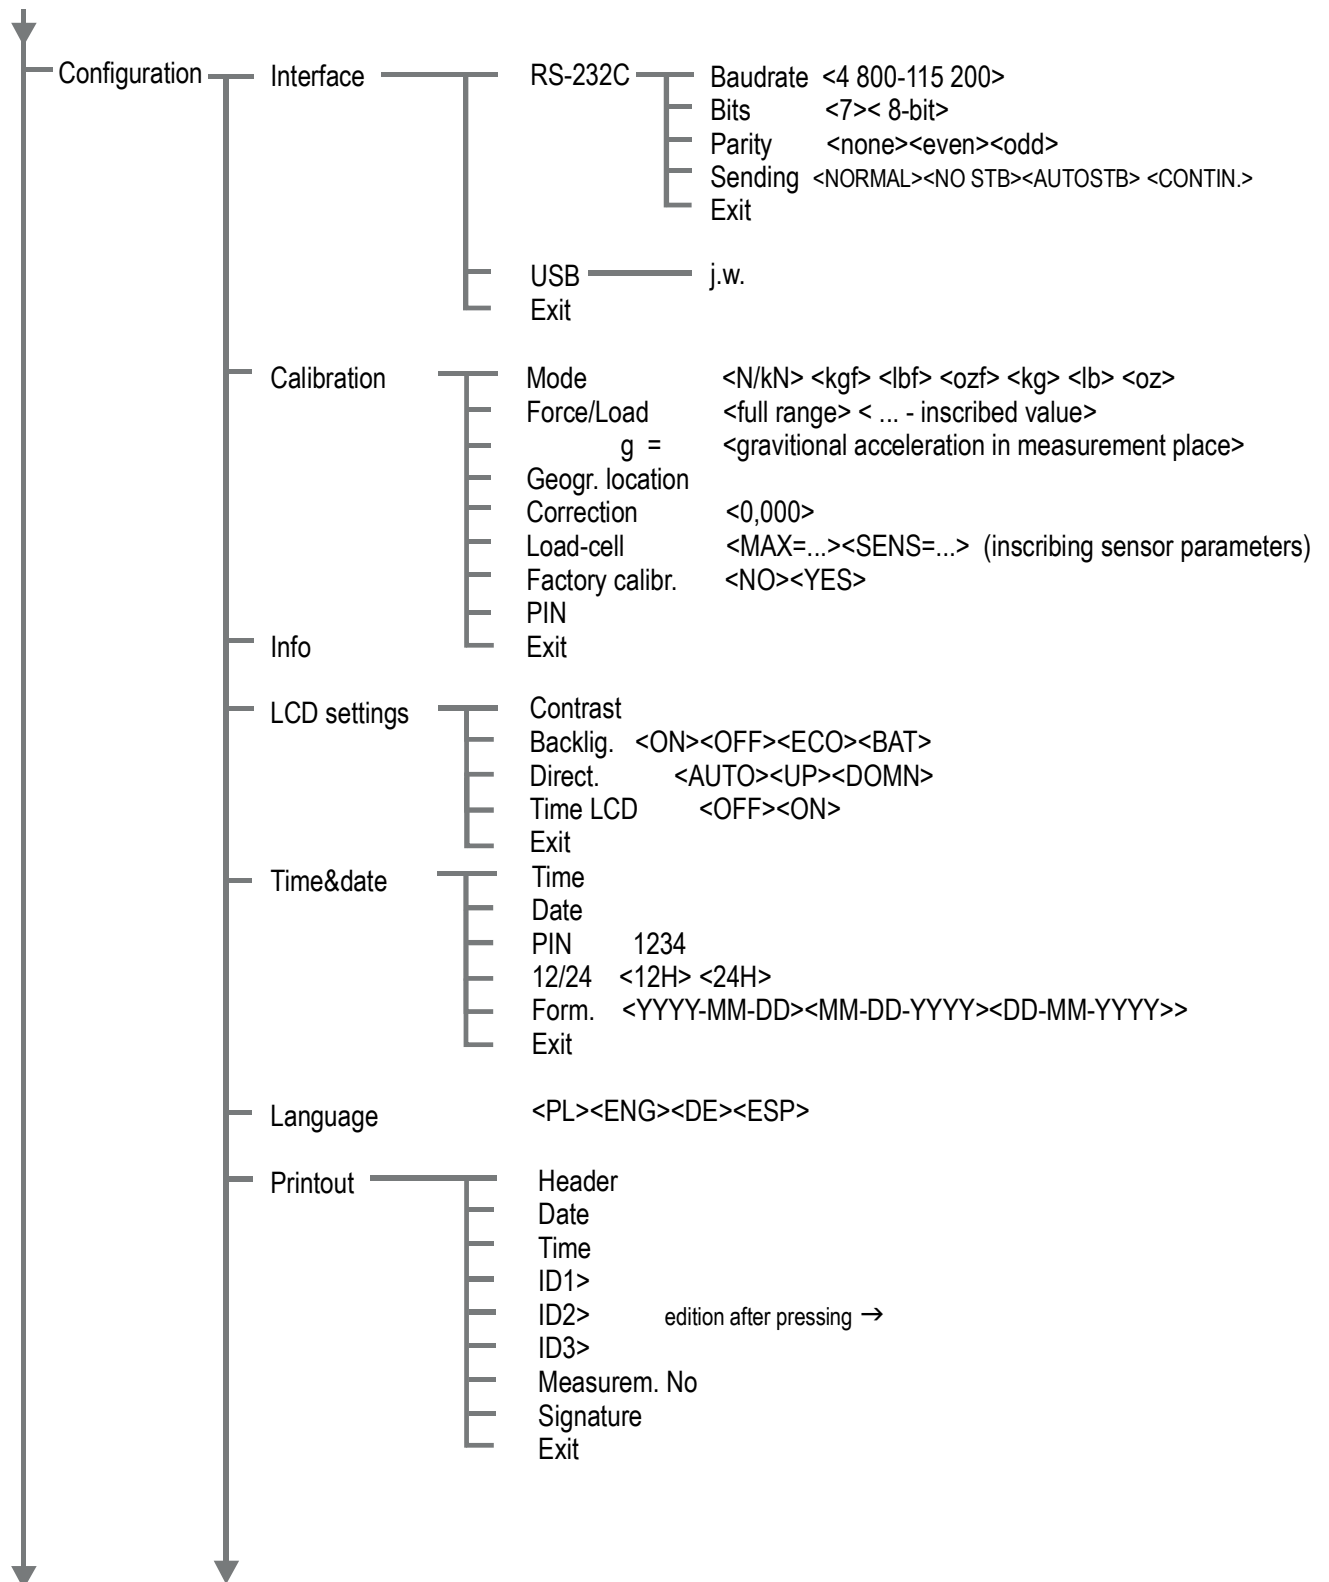 Configuration Interface RS-232C Baudrate <4 800-115 200>
Bits <7>< 8-bit>
Parity <none><even><odd>
Sending <NORMAL><NO STB><AUTOSTB> <CONTIN.>
Exit
USB j.w.
Exit
Calibration Mode <N/kN> <kgf> <lbf> <ozf> <kg> <lb> <oz>
Force/Load <full range> < ... - inscribed value>
g = <gravitional acceleration in measurement place>
Geogr. location
Correction <0,000>
Load-cell <MAX=...><SENS=...> (inscribing sensor parameters)
Factory calibr. <NO><YES>
PIN
Info Exit
LCD settings Contrast
Backlig. <ON><OFF><ECO><BAT>
Direct. <AUTO><UP><DOMN>
Time LCD <OFF><ON>
Exit
Time&date Time
Date
PIN 1234
12/24 <12H> <24H>
Form. <YYYY-MM-DD><MM-DD-YYYY><DD-MM-YYYY>>
Exit
Language <PL><ENG><DE><ESP>
Printout Header
Date
Time
ID1>
ID2> edition after pressing →
ID3>
Measurem. No
Signature
Exit